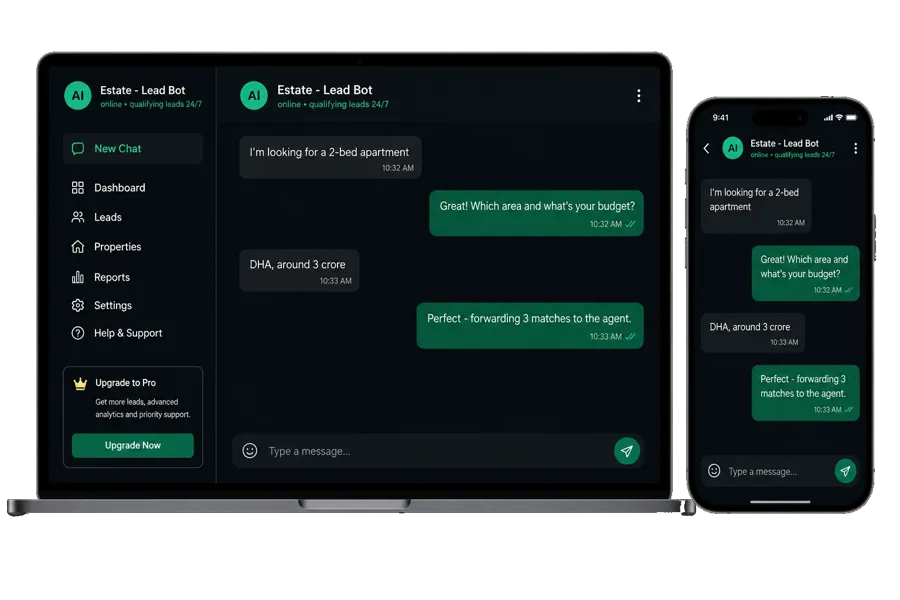 AI
Estate - Lead Bot
online • qualifying leads 24/7
New Chat
Dashboard
Leads
Properties
Reports
Settings
Help & Support
Upgrade to Pro
Get more leads, advanced
analytics and priority support.
Upgrade Now
AI
Estate - Lead Bot
online • qualifying leads 24/7
I'm looking for a 2-bed apartment
10:32 AM
Great! Which area and what's your budget?
10:32 AM
DHA, around 3 crore
10:33 AM
Perfect - forwarding 3 matches to the agent.
10:33 AM
Type a message...
9:41
AI
Estate - Lead Bot
online • qualifying leads 24/7
I'm looking for a 2-bed
apartment
10:32 AM
Great! Which area and
what's your budget?
10:32 AM
DHA, around 3 crore
10:33 AM
Perfect - forwarding 3
matches to the agent.
10:33 AM
Type a message...